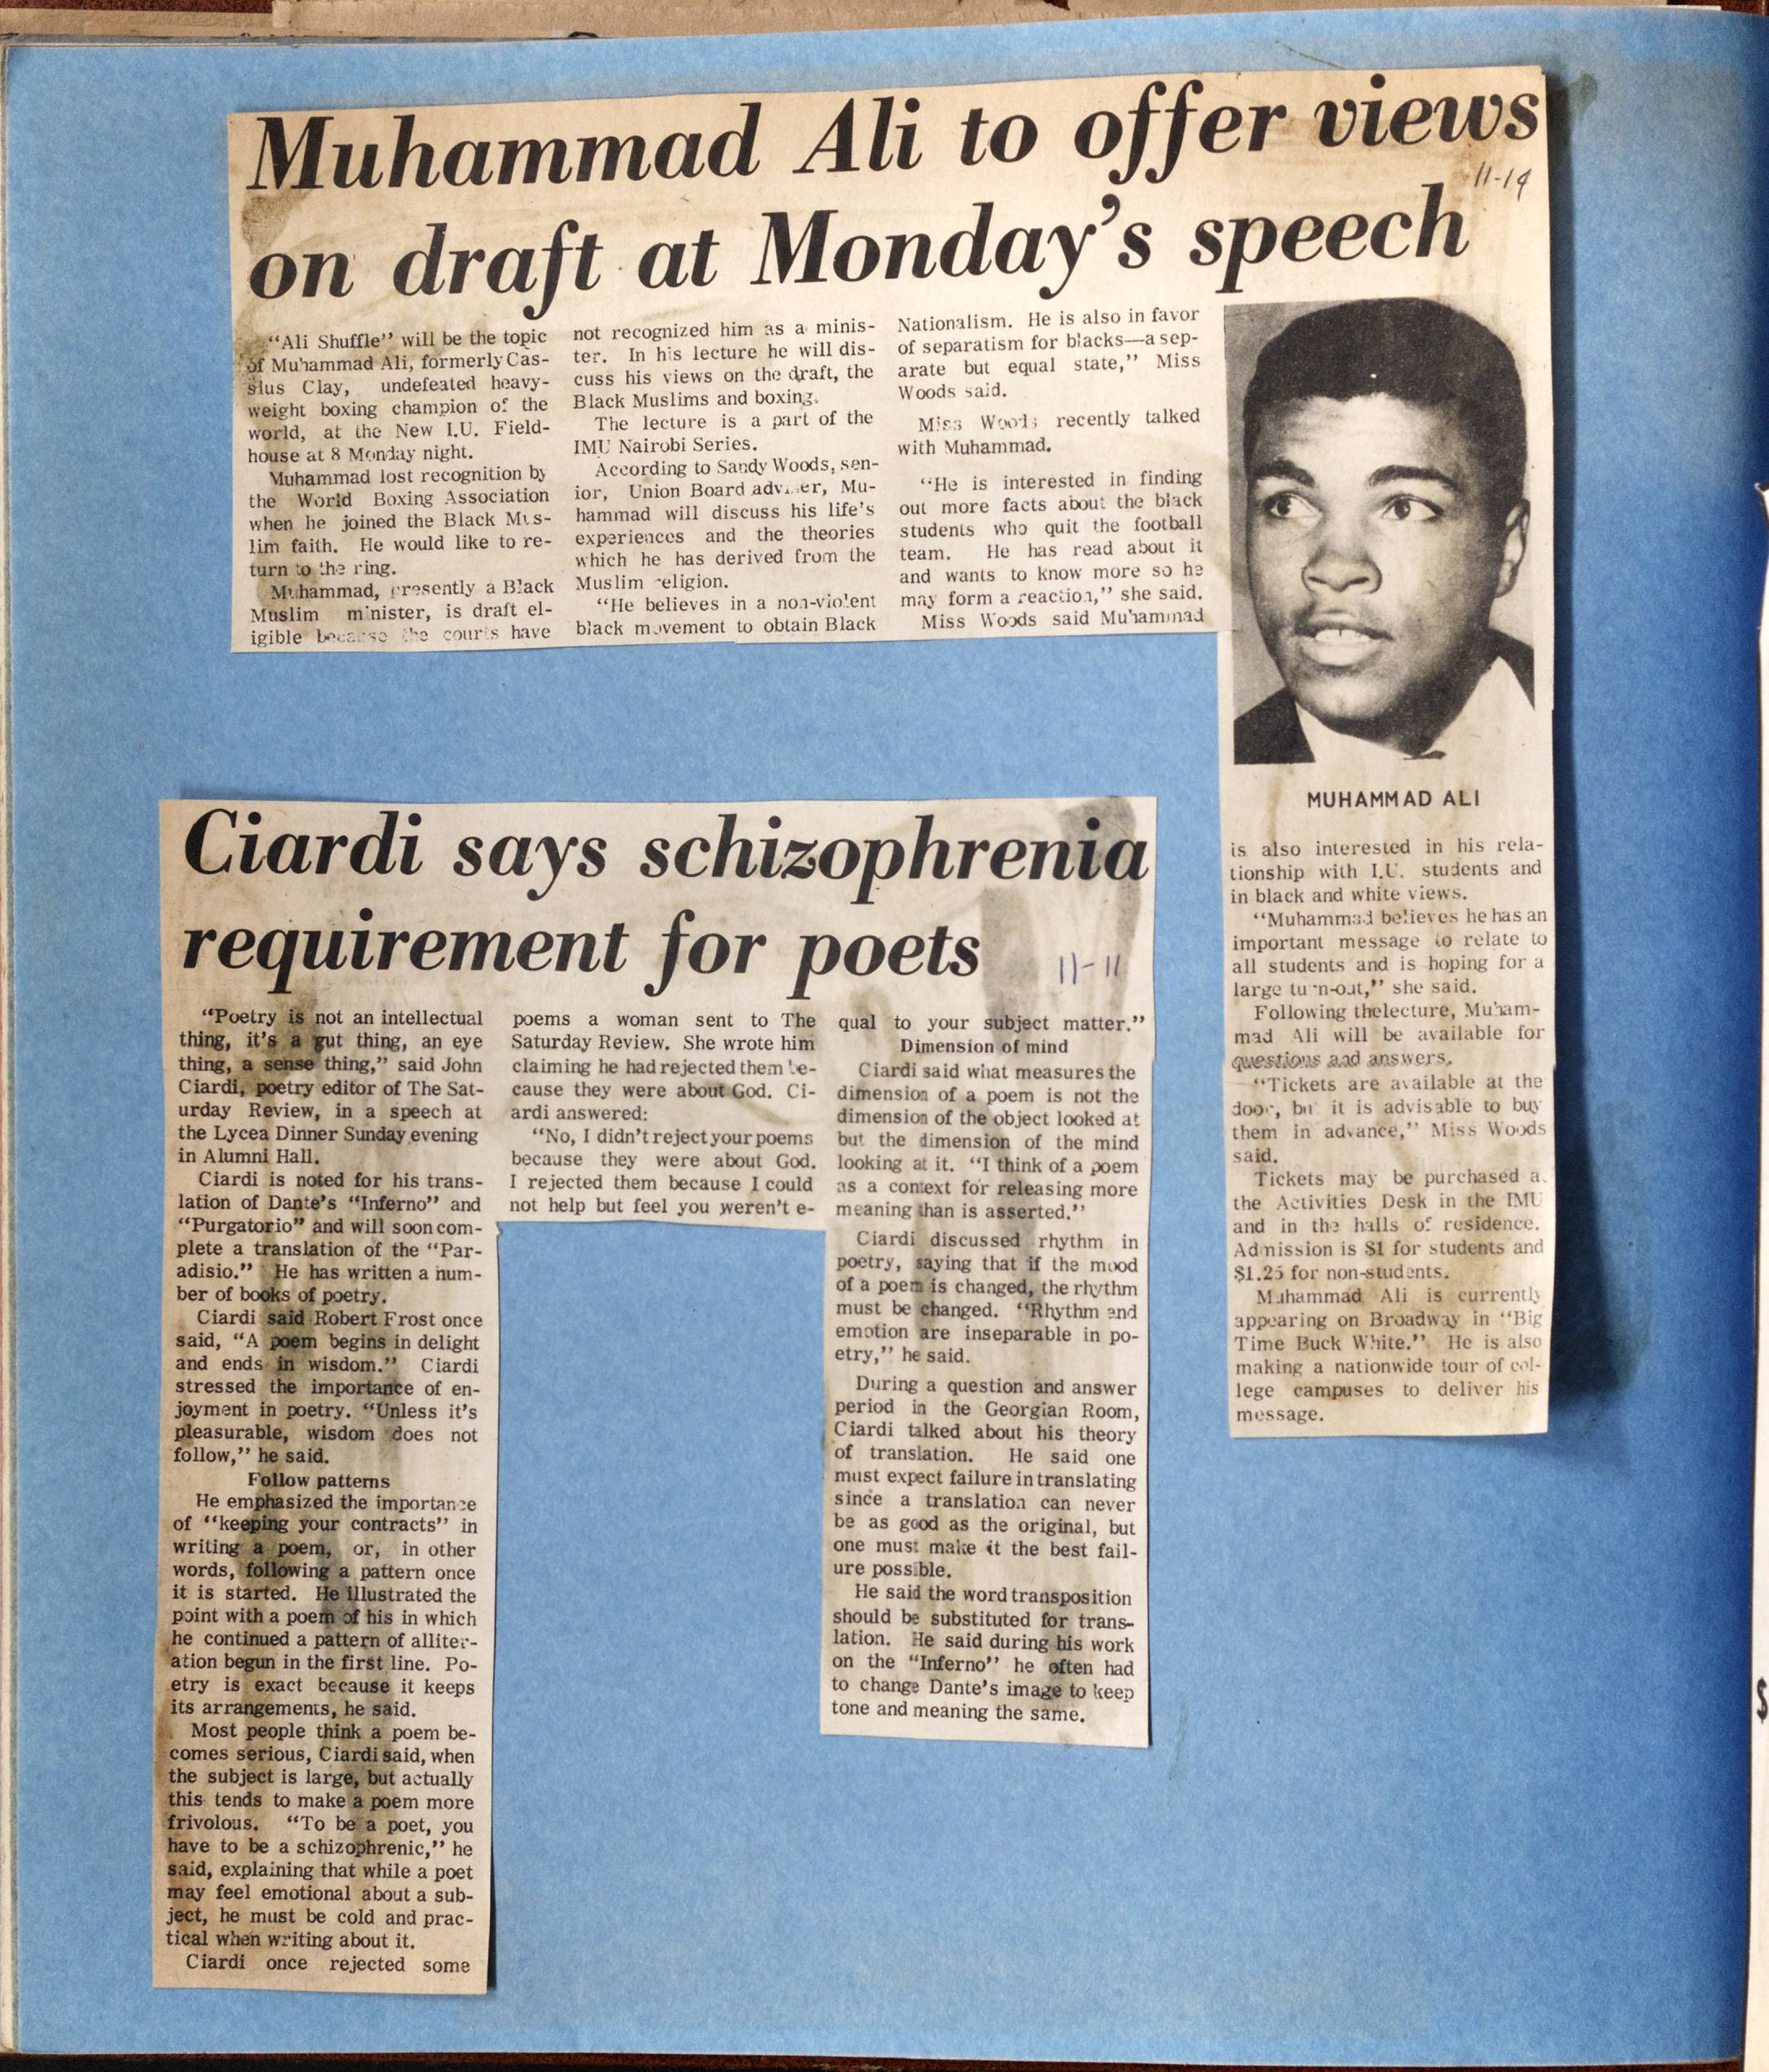 Muhammad Ali to offer views
11-14
on draft at Monday's speech
"Ali Shuffle" will be the topic
of Muhammad Ali, formerly Cas-
sius Clay, undefeated heavy-
weight boxing champion of the
world, at the New I.U. Field-
house at 8 Monday night.
Muhammad lost recognition by
the World Boxing Association
when he joined the Black Mus-
lim faith. He would like to re-
turn to the ring.
Muhammad, presently a Black
Muslim minister, is draft el-
igible because the courts have
not recognized him as a minis-
ter. In his lecture he will dis-
cuss his views on the draft, the
Black Muslims and boxing.
The lecture is a part of the
IMU Nairobi Series.
According to Sandy Woods, sen-
ior, Union Board adviser, Mu-
hammad will discuss his life's
experiences and the theories
which he has derived from the
Muslim religion.
"He believes in a non-violent
black movement to obtain Black
Nationalism. He is also in favor
of separatism for blacks—a sep-
arate but equal state," Miss
Woods said.
Miss Woods recently talked
with Muhammad.
"He is interested in finding
out more facts about the black
students who quit the football
team. He has read about it
and wants to know more so he
may form a reaction," she said.
Miss Woods said Muhammad
MUHAMMAD ALI
is also interested in his rela-
tionship with I.U. students and
in black and white views.
"Muhammad believes he has an
important message to relate to
all students and is hoping for a
large turn-out," she said.
Following thelecture, Muham-
mad Ali will be available for
questions and answers.
"Tickets are available at the
door, but it is advisable to buy
them in advance," Miss Woods
said.
Tickets may be purchased at
the Activities Desk in the IMU
and in the halls of residence.
Admission is $1 for students and
$1.25 for non-students.
Muhammad Ali is currently
appearing on Broadway in "Big
Time Buck White." He is also
making a nationwide tour of col-
lege campuses to deliver his
message.
Ciardi says schizophrenia
requirement for poets
11-11
"Poetry is not an intellectual
thing, it's a gut thing, an eye
thing, a sense thing," said John
Ciardi, poetry editor of The Sat-
urday Review, in a speech at
the Lycea Dinner Sunday evening
in Alumni Hall.
Ciardi is noted for his trans-
lation of Dante's "Inferno" and
"Purgatorio" and will soon com-
plete a translation of the "Par-
adisio." He has written a num-
ber of books of poetry.
Ciardi said Robert Frost once
said, "A poem begins in delight
and ends in wisdom." Ciardi
stressed the importance of en-
joyment in poetry. "Unless it's
pleasurable, wisdom does not
follow," he said.
Follow patterns
He emphasized the importance
of "keeping your contracts" in
writing a poem, or, in other
words, following a pattern once
it is started. He illustrated the
point with a poem of his in which
he continued a pattern of alliter-
ation begun in the first line. Po-
etry is exact because it keeps
its arrangements, he said.
Most people think a poem be-
comes serious, Ciardi said, when
the subject is large, but actually
this tends to make a poem more
frivolous. "To be a poet, you
have to be a schizophrenic," he
said, explaining that while a poet
may feel emotional about a sub-
ject, he must be cold and prac-
tical when writing about it.
Ciardi once rejected some
poems a woman sent to The
Saturday Review. She wrote him
claiming he had rejected them be-
cause they were about God. Ci-
ardi answered:
"No, I didn't reject your poems
because they were about God.
I rejected them because I could
not help but feel you weren't e-
qual to your subject matter."
Dimension of mind
Ciardi said what measures the
dimension of a poem is not the
dimension of the object looked at
but the dimension of the mind
looking at it. "I think of a poem
as a context for releasing more
meaning than is asserted."
Ciardi discussed rhythm in
poetry, saying that if the mood
of a poem is changed, the rhythm
must be changed. "Rhythm and
emotion are inseparable in po-
etry," he said.
During a question and answer
period in the Georgian Room,
Ciardi talked about his theory
of translation. He said one
must expect failure in translating
since a translation can never
be as good as the original, but
one must make it the best fail-
ure possible.
He said the word transposition
should be substituted for trans-
lation. He said during his work
on the "Inferno" he often had
to change Dante's image to keep
tone and meaning the same.
$